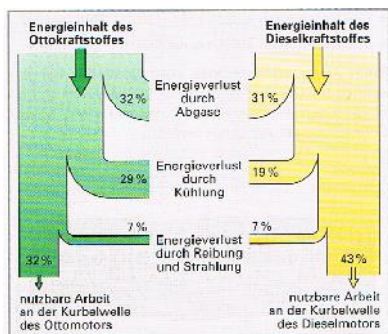 Energieinhalt des
Ottokraftstoffes
Energieinhalt des
Dieselkraftstoffes
32%
Energieverlust
durch
Abgase
31%
29%
Energieverlust
durch
Kühlung
19%
7%
Energieverlust
durch Reibung
und Strahlung
7%
32%
43%
nutzbare Arbeit
an der Kurbelwelle
des Ottomotors
nutzbare Arbeit
an der Kurbelwelle
des Dieselmotors